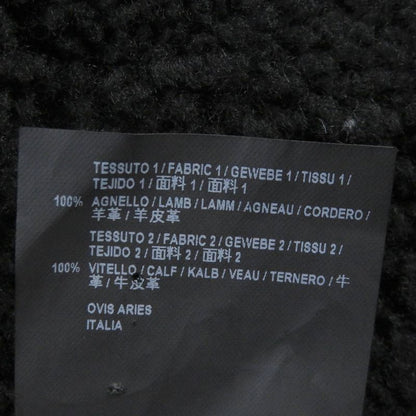 TESSUTO 1 / FABRIC 1 / GEWEBE 1 / TISSU 1 /
TEJIDO 1 / 面料 1 / 面料 1
100% AGNELLO / LAMB / LAMM / AGNEAU / CORDERO /
羊革 / 羊皮革
TESSUTO 2 / FABRIC 2 / GEWEBE 2 / TISSU 2 /
TEJIDO 2 / 面料 2 / 面料 2
100% VITELLO / CALF / KALB / VEAU / TERNERO / 牛
革 / 牛皮革
OVIS ARIES
ITALIA